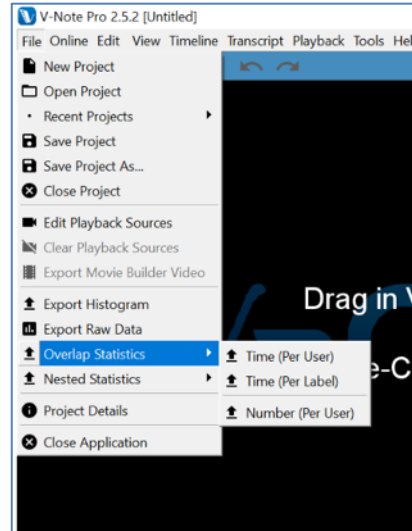 V-Note Pro 2.5.2 [Untitled]
File Online Edit View Timeline Transcript Playback Tools Hel
New Project
Open Project
Recent Projects
Save Project
Save Project As...
Close Project
Edit Playback Sources
Clear Playback Sources
Export Movie Builder Video
Drag in V
Export Histogram
Export Raw Data
Overlap Statistics
Time (Per User)
e-C
Nested Statistics
Time (Per Label)
Project Details
Number (Per User)
Close Application